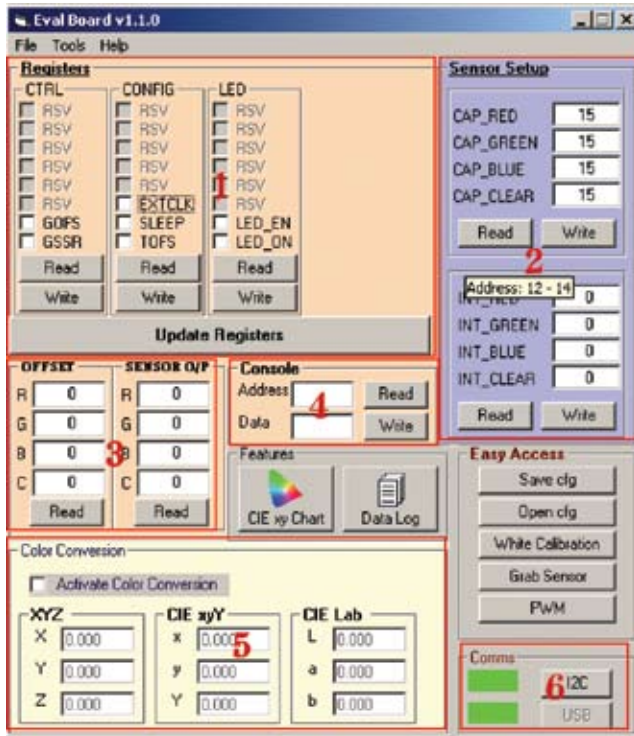 Eval Board v1.1.0
File Tools Help
Registers
CTRL
RSV
RSV
RSV
RSV
RSV
RSV
GOFS
GSSR
Read
Write
CONFIG
RSV
RSV
RSV
RSV
RSV
EXTCLK
SLEEP
TOFS
Read
Write
LED
RSV
RSV
RSV
RSV
RSV
RSV
LED_EN
LED_ON
Read
Write
1
Update Registers
Sensor Setup
CAP_RED 15
CAP_GREEN 15
CAP_BLUE 15
CAP_CLEAR 15
Read Write
2
Address: 12 - 14
INT_RED 0
INT_GREEN 0
INT_BLUE 0
INT_CLEAR 0
Read Write
OFFSET
R 0
G 0
B 0
C 0
Read
3
SENSOR O/P
R 0
G 0
B 0
C 0
Read
Console
Address Read
4
Data Write
Features
CIE xy Chart
Data Log
Easy Access
Save cfg
Open cfg
White Calibration
Grab Sensor
PWM
Color Conversion
Activate Color Conversion
XYZ
X 0.000
Y 0.000
Z 0.000
CIE xyY
x 0.000
y 0.000
Y 0.000
5
CIE Lab
L 0.000
a 0.000
b 0.000
Comms
6
I2C
USB